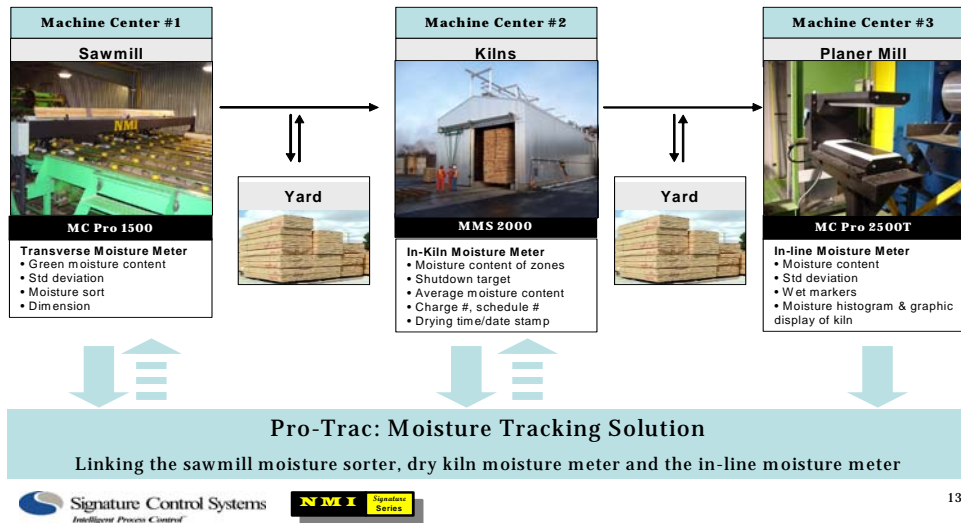 Machine Center #1
Sawmill
NMI
MC Pro 1500
Transverse Moisture Meter
• Green moisture content
• Std deviation
• Moisture sort
• Dimension
Yard
Machine Center #2
Kilns
MMS 2000
In-Kiln Moisture Meter
• Moisture content of zones
• Shutdown target
• Average moisture content
• Charge #, schedule #
• Drying time/date stamp
Yard
Machine Center #3
Planer Mill
MC Pro 2500T
In-line Moisture Meter
• Moisture content
• Std deviation
• Wet markers
• Moisture histogram & graphic
display of kiln
Pro-Trac: Moisture Tracking Solution
Linking the sawmill moisture sorter, dry kiln moisture meter and the in-line moisture meter
Signature Control Systems
Intelligent Process Control™
NMI Signature
Series
13